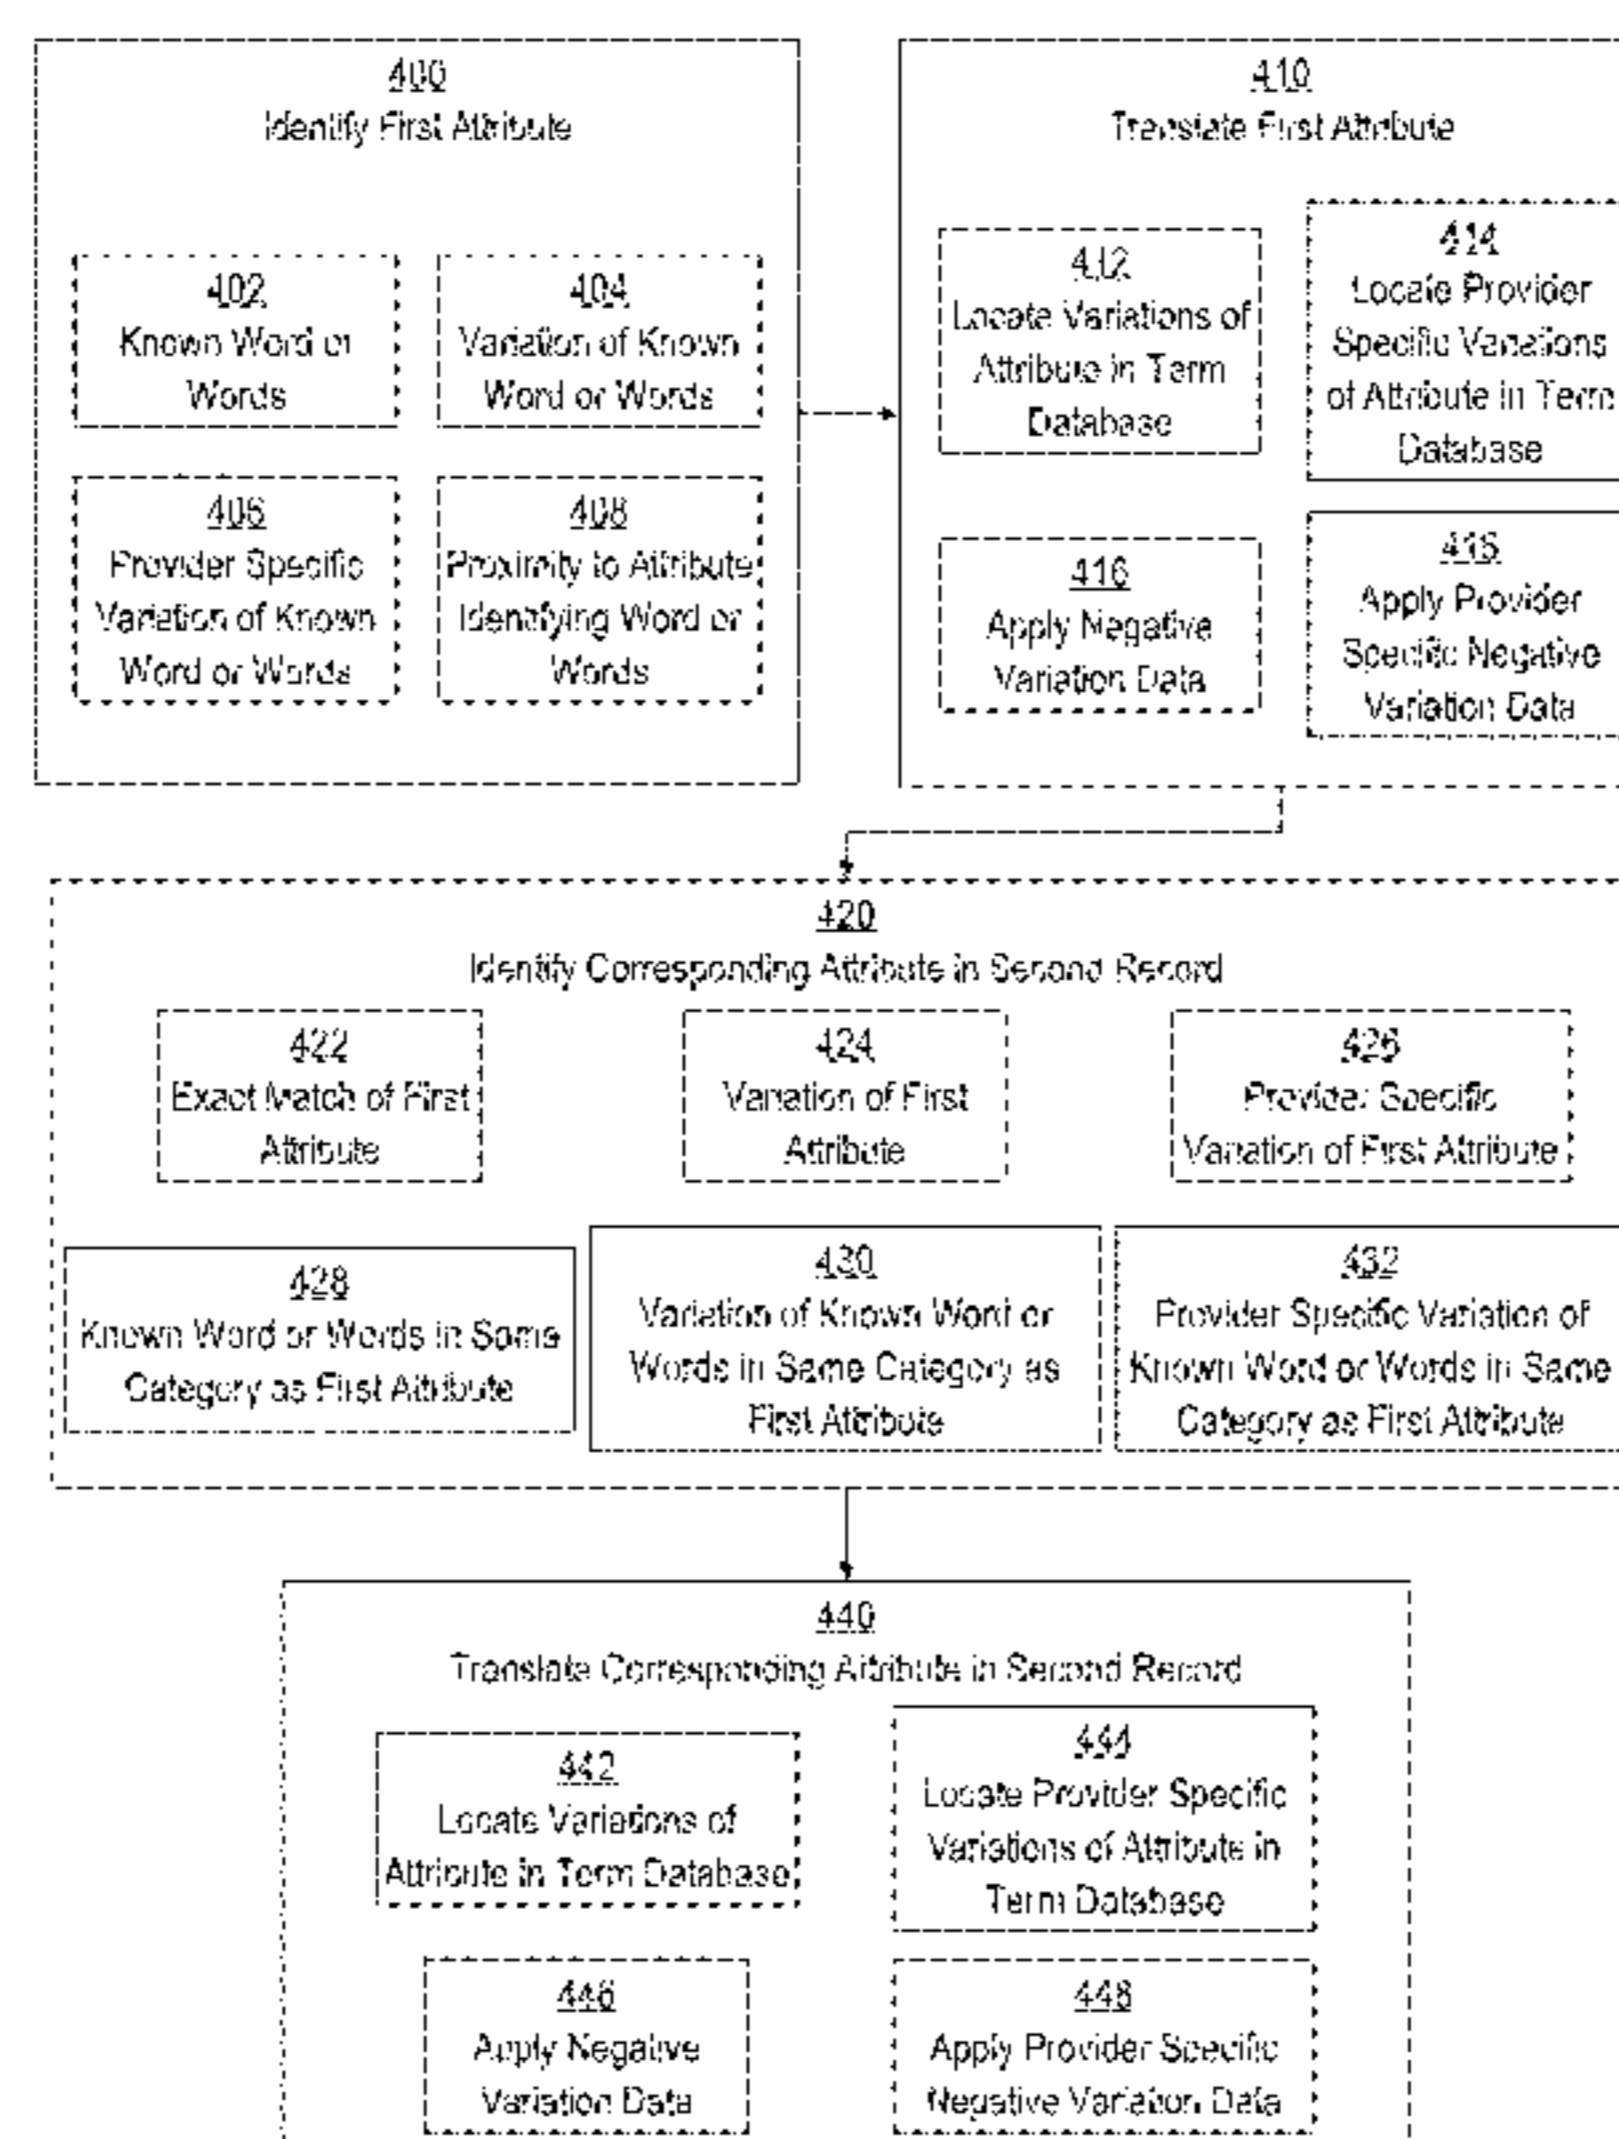 400
Identify First Attribute
402
Known Word or
Words
404
Variation of Known
Word or Words
406
Provider Specific
Variation of Known
Word or Words
408
Proximity to Attribute
Identifying Word or
Words
410
Translate First Attribute
412
Locate Variations of
Attribute in Term
Database
414
Locate Provider
Specific Variations
of Attribute in Term
Database
416
Apply Negative
Variation Data
Apply Provider
Specific Negative
Variation Data
420
Identify Corresponding Attribute in Second Record
422
Exact Match of First
Attribute
424
Variation of First
Attribute
426
Provider Specific
Variation of First Attribute
428
Known Word or Words in Same
Category as First Attribute
430
Variation of Known Word or
Words in Same Category as
First Attribute
432
Provider Specific Variation of
Known Word or Words in Same
Category as First Attribute
440
Translate Corresponding Attribute in Second Record
442
Locate Variations of
Attribute in Term Database
444
Locate Provider Specific
Variations of Attribute in
Term Database
446
Apply Negative
Variation Data
448
Apply Provider Specific
Negative Variation Data